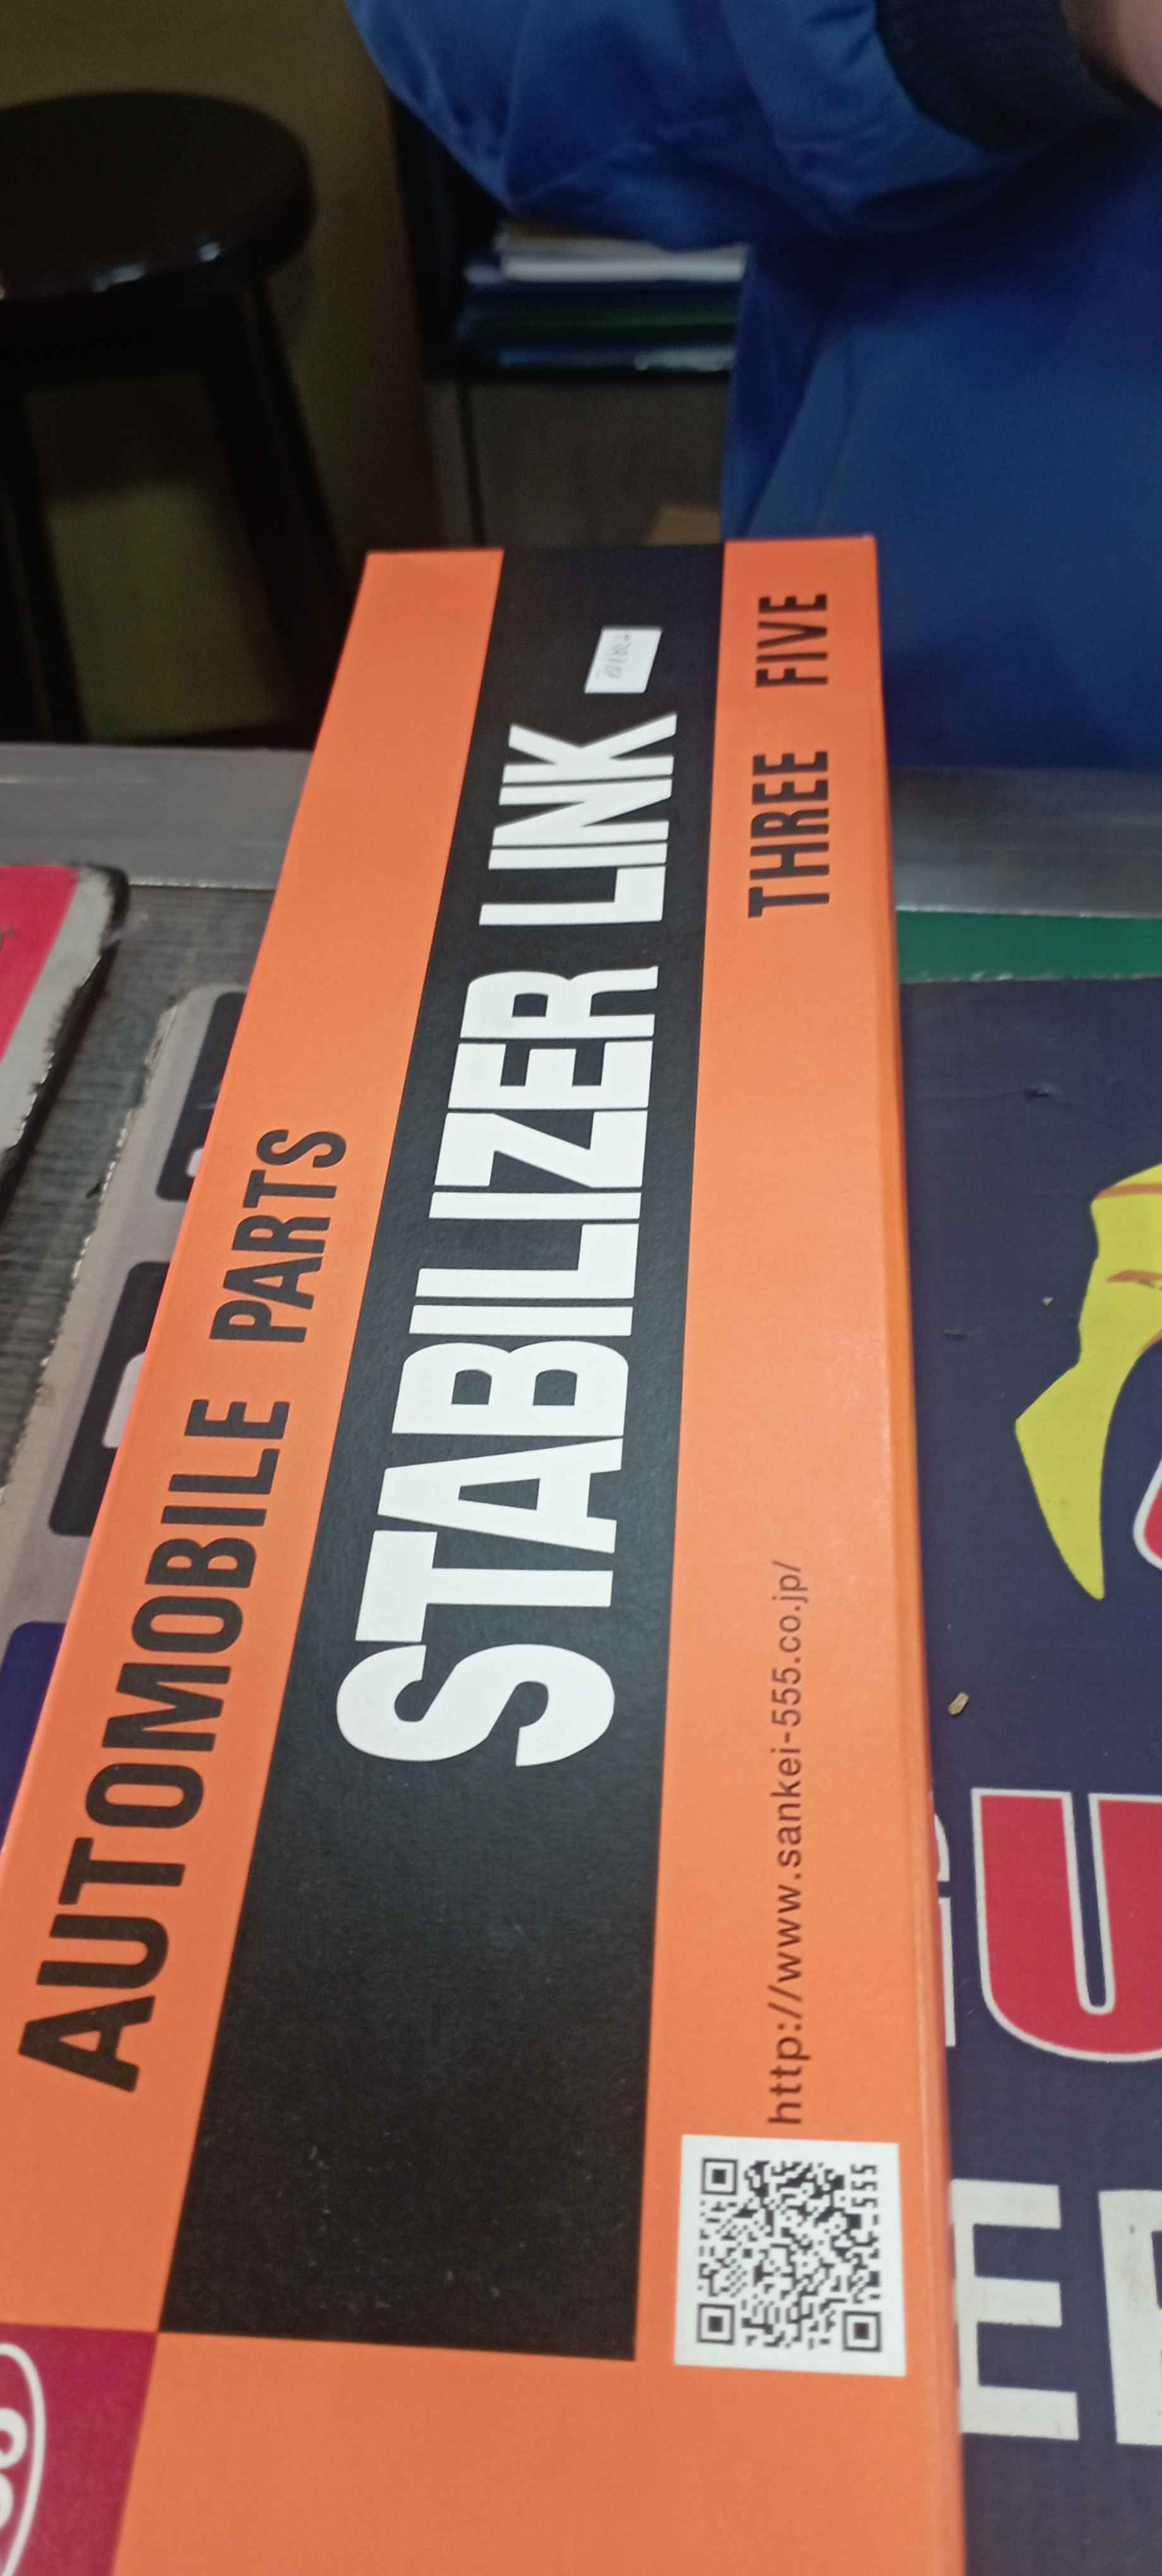 AUTOMOBILE PARTS
STABILIZER LINK
THREE FIVE
http://www.sankei-555.co.jp/
555